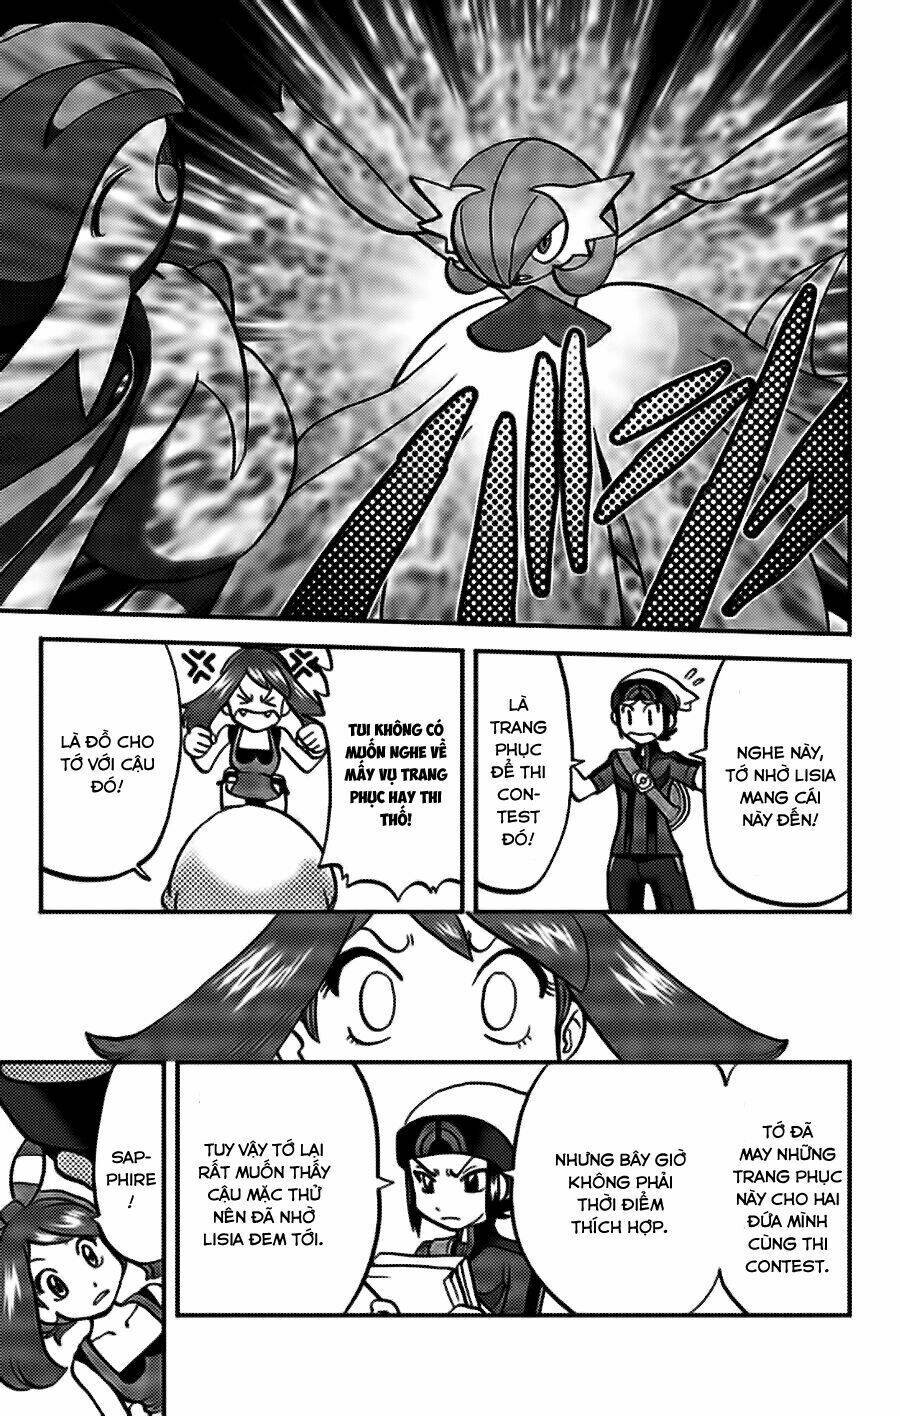 NGHE NÀY,
TỚ NHỜ LISIA
MANG CÁI
NÀY ĐẾN!
LÀ
TRANG
PHỤC
ĐỂ THI
CON-
TEST
ĐÓ!
TUI KHÔNG CÓ
MUỐN NGHE VỀ
MẤY VỤ TRANG
PHỤC HAY THI
THỐ!
LÀ ĐỒ CHO
TỚ VỚI CẬU
ĐÓ!
TỚ ĐÃ
MAY NHỮNG
TRANG PHỤC
NÀY CHO HAI
ĐỨA MÌNH
CÙNG THI
CONTEST.
NHƯNG BÂY GIỜ
KHÔNG PHẢI
THỜI ĐIỂM
THÍCH HỢP.
TUY VẬY TỚ LẠI
RẤT MUỐN THẤY
CẬU MẶC THỬ
NÊN ĐÃ NHỜ
LISIA ĐEM TỚI.
SAP-
PHIRE
!